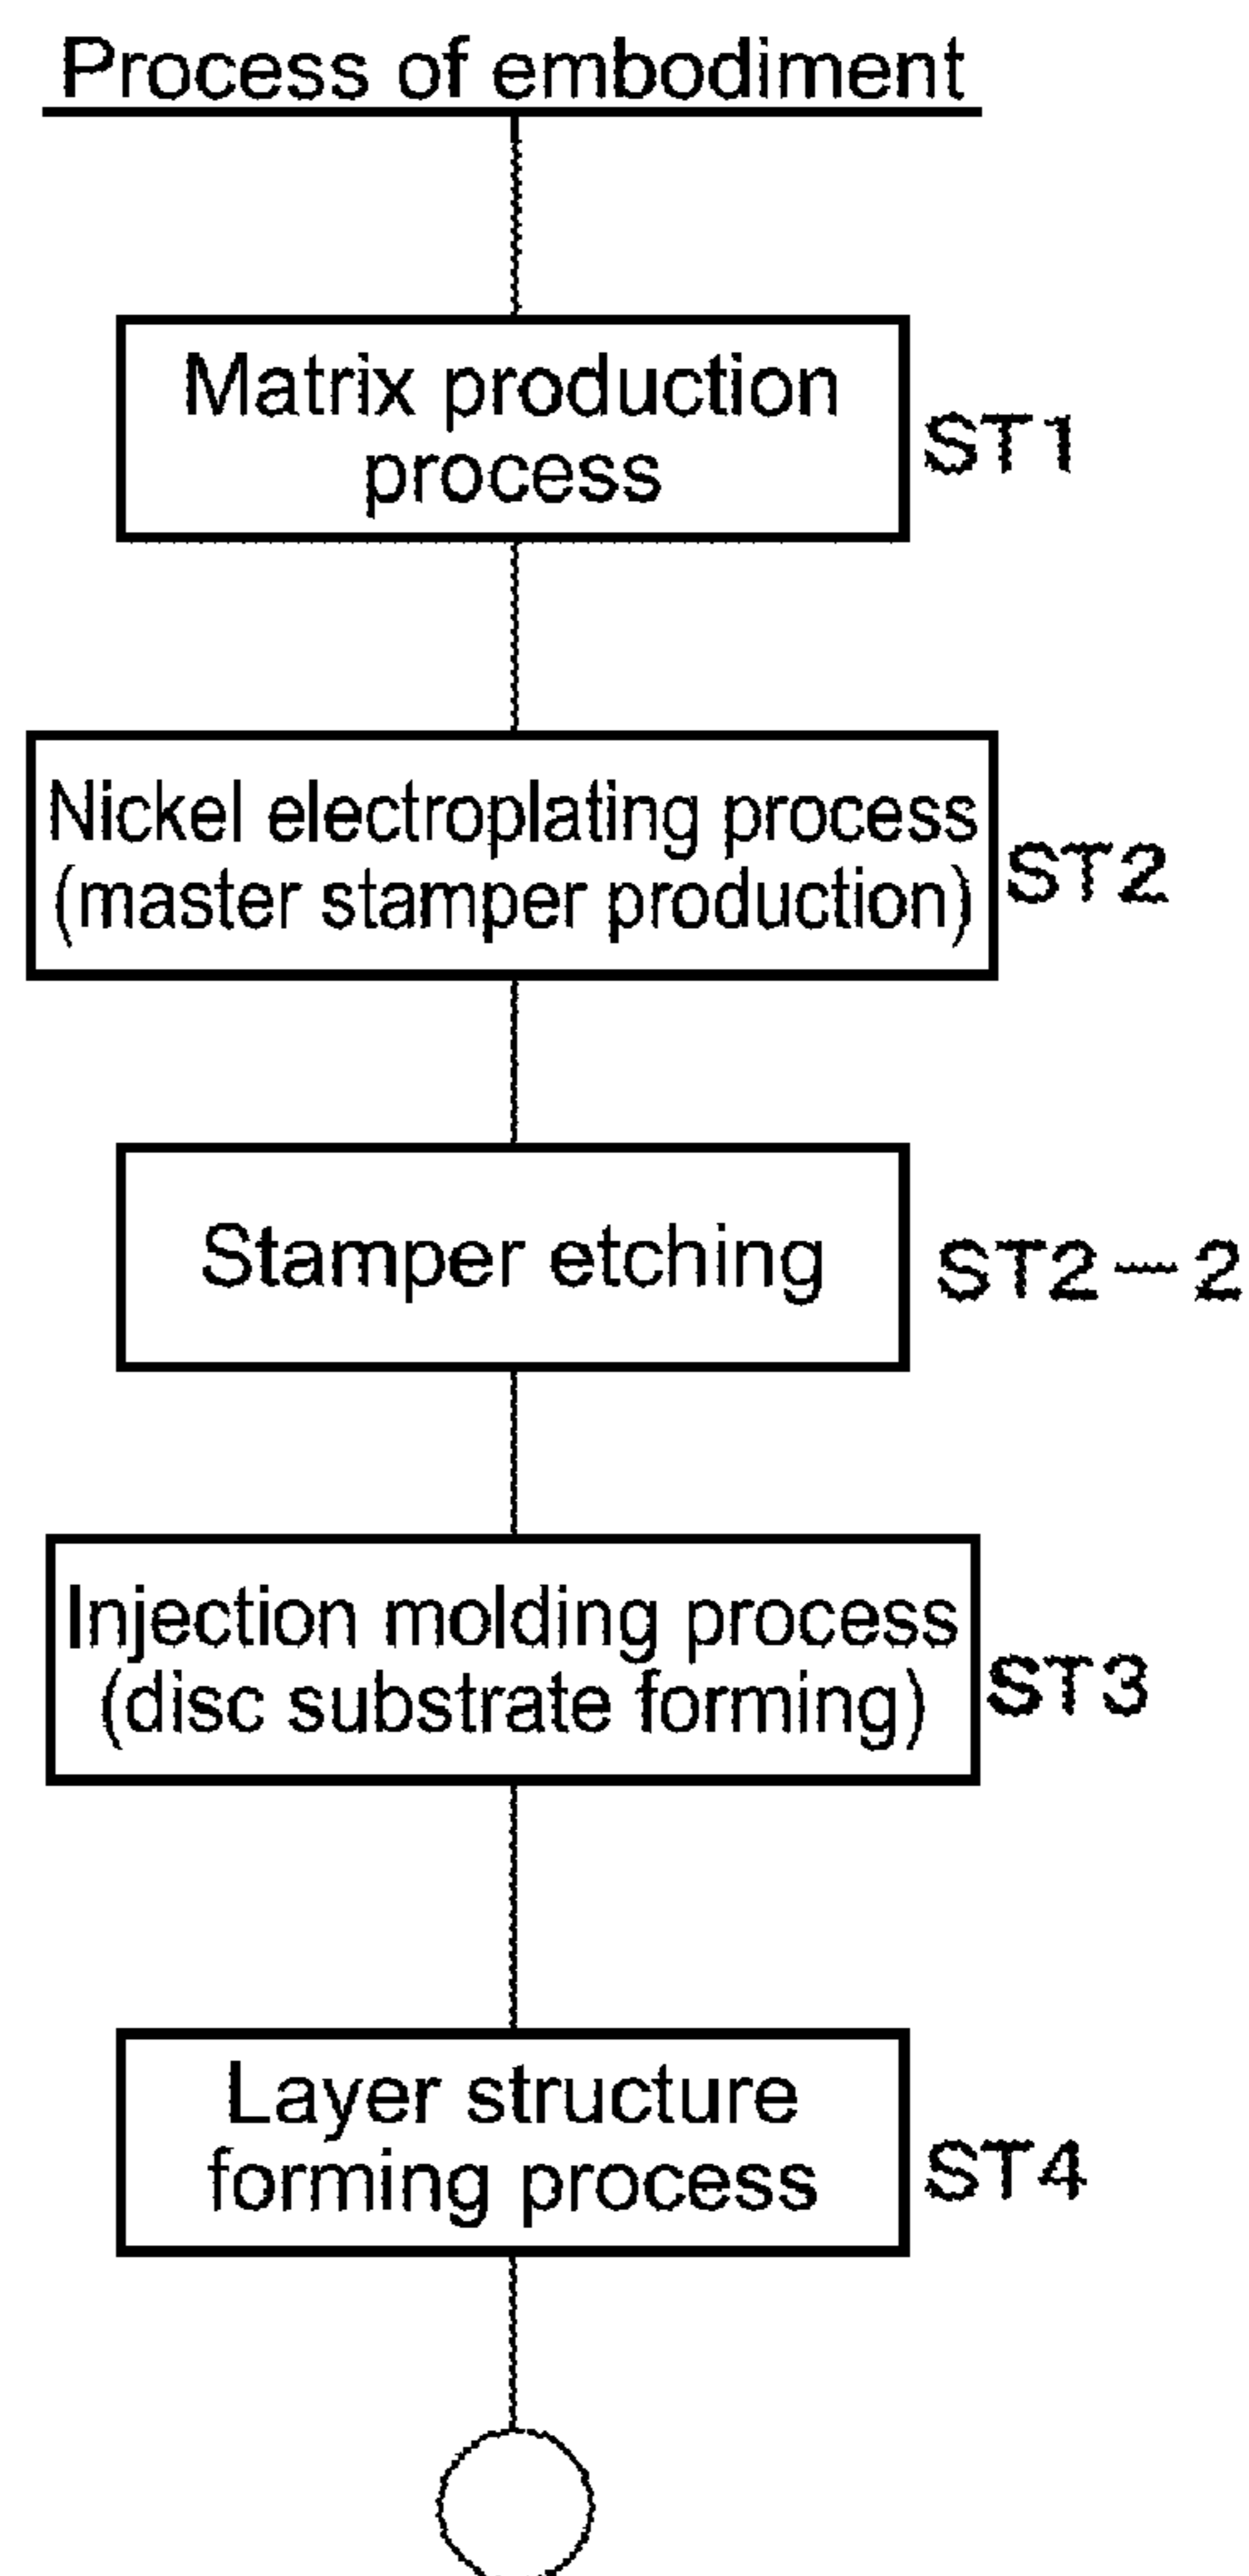 Process of embodiment
Matrix production
process
ST1
Nickel electroplating process
(master stamper production)
ST2
Stamper etching
ST2-2
Injection molding process
(disc substrate forming)
ST3
Layer structure
forming process
ST4